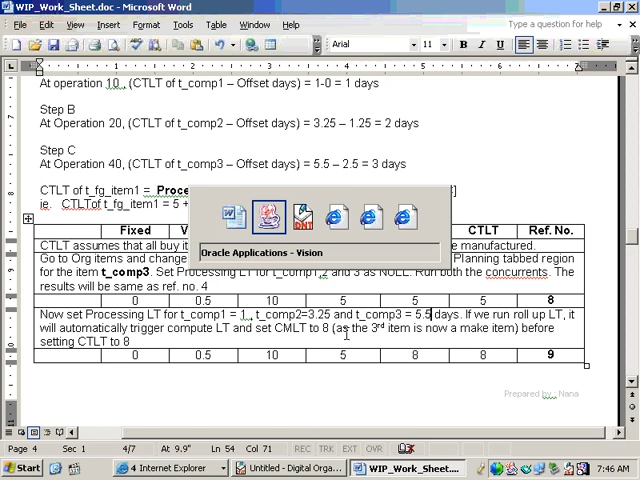 WIP_Work_Sheet.doc - Microsoft Word
File Edit View Insert Format Tools Table Window Help
Type a question for help
Arial 11 B I U
1 2 3 4 5 6 7
At operation 10 , (CTLT of t_comp1 – Offset days) = 1-0 = 1 days
Step B
At Operation 20, (CTLT of t_comp2 – Offset days) = 3.25 – 1.25 = 2 days
Step C
At Operation 40, (CTLT of t_comp3 – Offset days) = 5.5 – 2.5 = 3 days
CTLT of t_fg_item1 = Proce
ie. CTLTof t_fg_item1 = 5 +
Oracle Applications - Vision
Fixed V CTLT Ref. No.
CTLT assumes that all buy it e manufactured.
Go to Org items and change Planning tabbed region
for the item t_comp3. Set Processing LT for t_comp1,2 and 3 as NULL. Run both the concurrents. The
results will be same as ref. no. 4
0 0.5 10 5 5 5 8
Now set Processing LT for t_comp1 = 1 , t_comp2=3.25 and t_comp3 = 5.5 days. If we run roll up LT, it
will automatically trigger compute LT and set CMLT to 8 (as the 3rd item is now a make item) before
setting CTLT to 8
0 0.5 10 5 8 8 9
Prepared by : Nana
Page 4 Sec 1 4/7 At 9.9" Ln 54 Col 71 REC TRK EXT OVR
Start 4 Internet Explorer Untitled - Digital Orga... WIP_Work_Sheet.... 7:46 AM